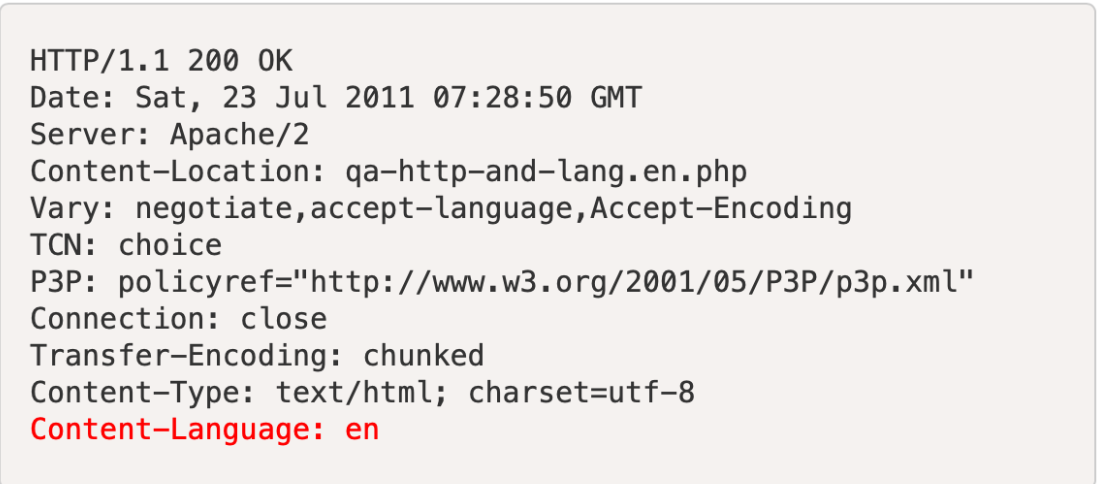 HTTP/1.1 200 OK
Date: Sat, 23 Jul 2011 07:28:50 GMT
Server: Apache/2
Content-Location: qa-http-and-lang.en.php
Vary: negotiate,accept-language,Accept-Encoding
TCN: choice
P3P: policyref="http://www.w3.org/2001/05/P3P/p3p.xml"
Connection: close
Transfer-Encoding: chunked
Content-Type: text/html; charset=utf-8
Content-Language: en